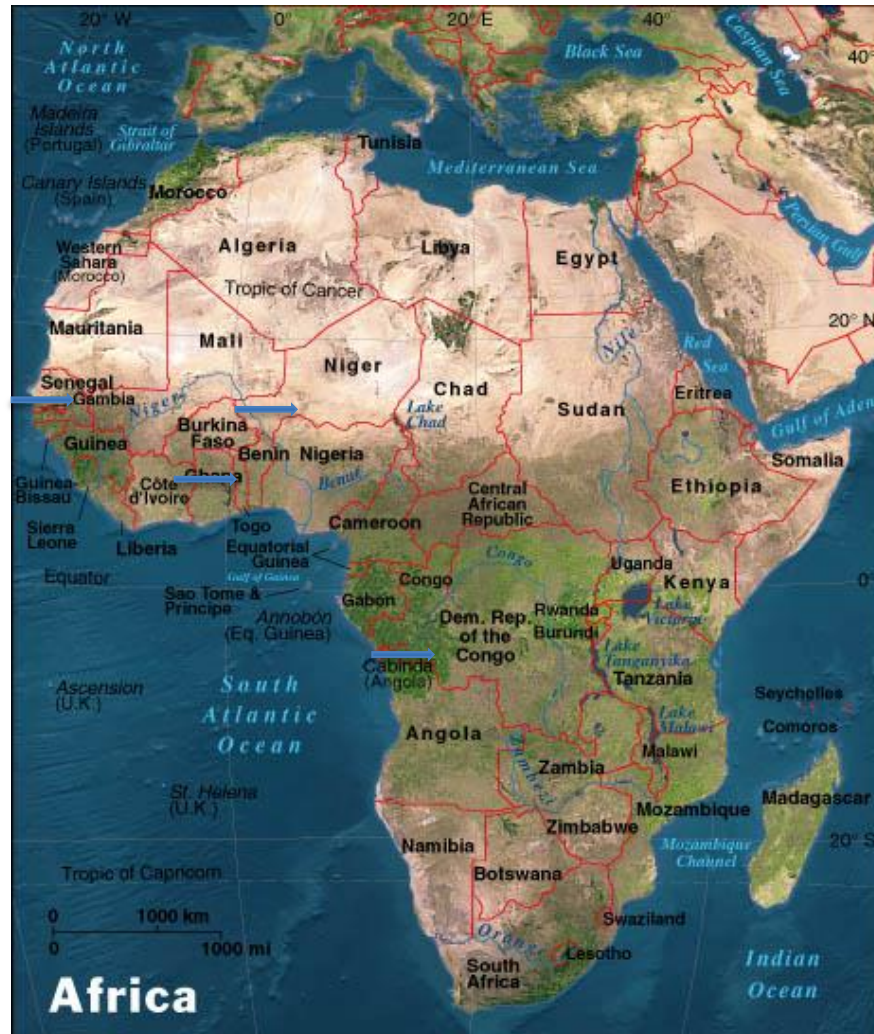 20° W
0°
20° E
40°
North
Atlantic
Ocean
Black Sea
Caspian Sea
40°
Madeira
Islands
(Portugal)
Strait of
Gibraltar
Tunisia
Mediterranean Sea
Canary Islands
(Spain)
Morocco
Persian Gulf
Western
Sahara
(Morocco)
Algeria
Libya
Egypt
Tropic of Cancer
Mauritania
Mali
Niger
Nile
20° N
Red
Sea
Senegal
Gambia
Niger
Chad
Sudan
Eritrea
Lake
Chad
Gulf of Aden
Burkina
Faso
Guinea
Benin
Nigeria
Somalia
Guinea-
Bissau
Côte
d'Ivoire
Ghana
Benue
Central
African
Republic
Ethiopia
Sierra
Leone
Liberia
Togo
Cameroon
Equatorial
Guinea
Congo
Uganda
Kenya
Equator
Gulf of Guinea
Sao Tome &
Principe
Gabon
Congo
0°
Annobón
(Eq. Guinea)
Dem. Rep.
of the
Congo
Rwanda
Burundi
Lake
Victoria
Cabinda
(Angola)
Lake
Tanganyika
Tanzania
Ascension
(U.K.)
South
Atlantic
Ocean
Seychelles
Comoros
Angola
Lake
Malawi
Malawi
Zambezi
Zambia
St. Helena
(U.K.)
Mozambique
Madagascar
Namibia
Zimbabwe
Mozambique
Channel
20° S
Botswana
Tropic of Capricorn
0
1000 km
0
1000 mi
Swaziland
Orange
Lesotho
South
Africa
Indian
Ocean
Africa